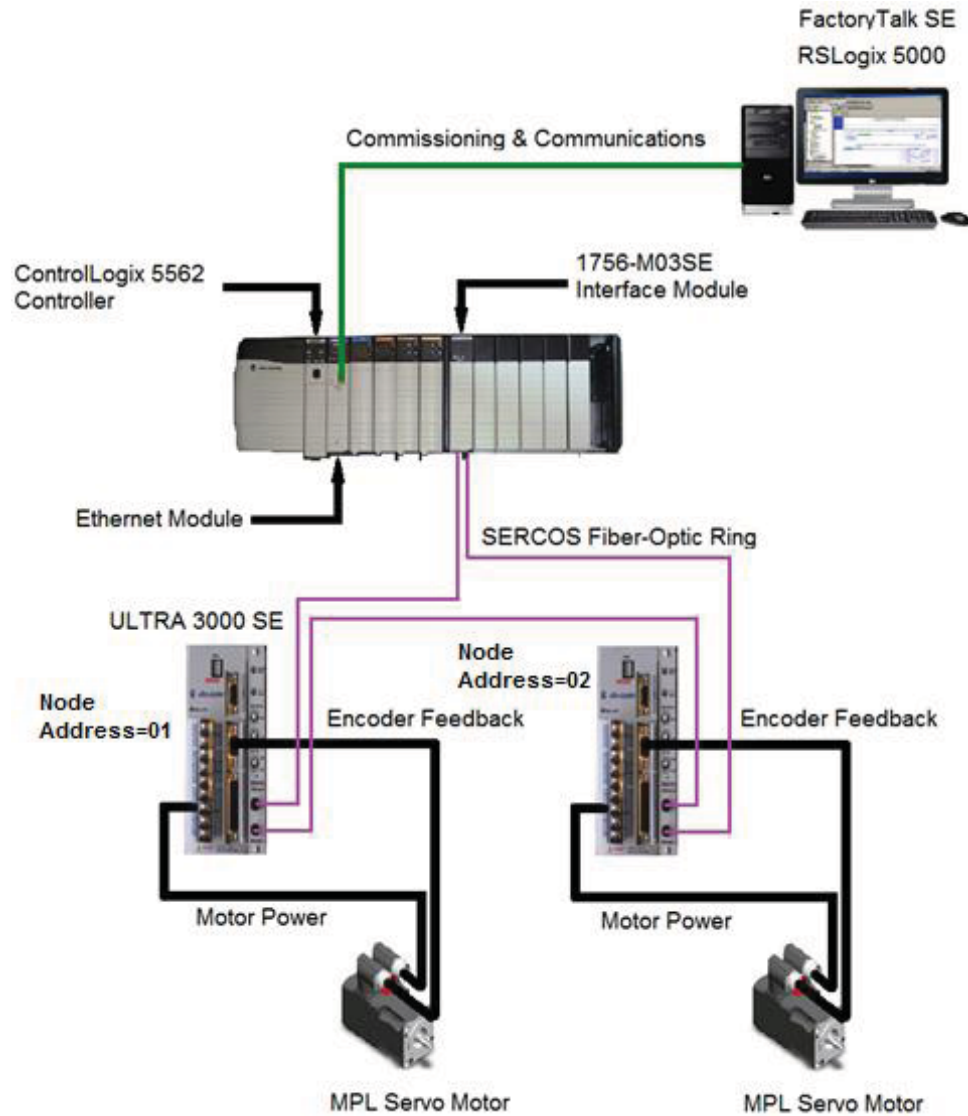 FactoryTalk SE
RSLogix 5000
Commissioning & Communications
ControlLogix 5562
Controller
1756-M03SE
Interface Module
Ethernet Module
SERCOS Fiber-Optic Ring
ULTRA 3000 SE
Node
Address=01
Encoder Feedback
Node
Address=02
Encoder Feedback
Motor Power
Motor Power
MPL Servo Motor
MPL Servo Motor